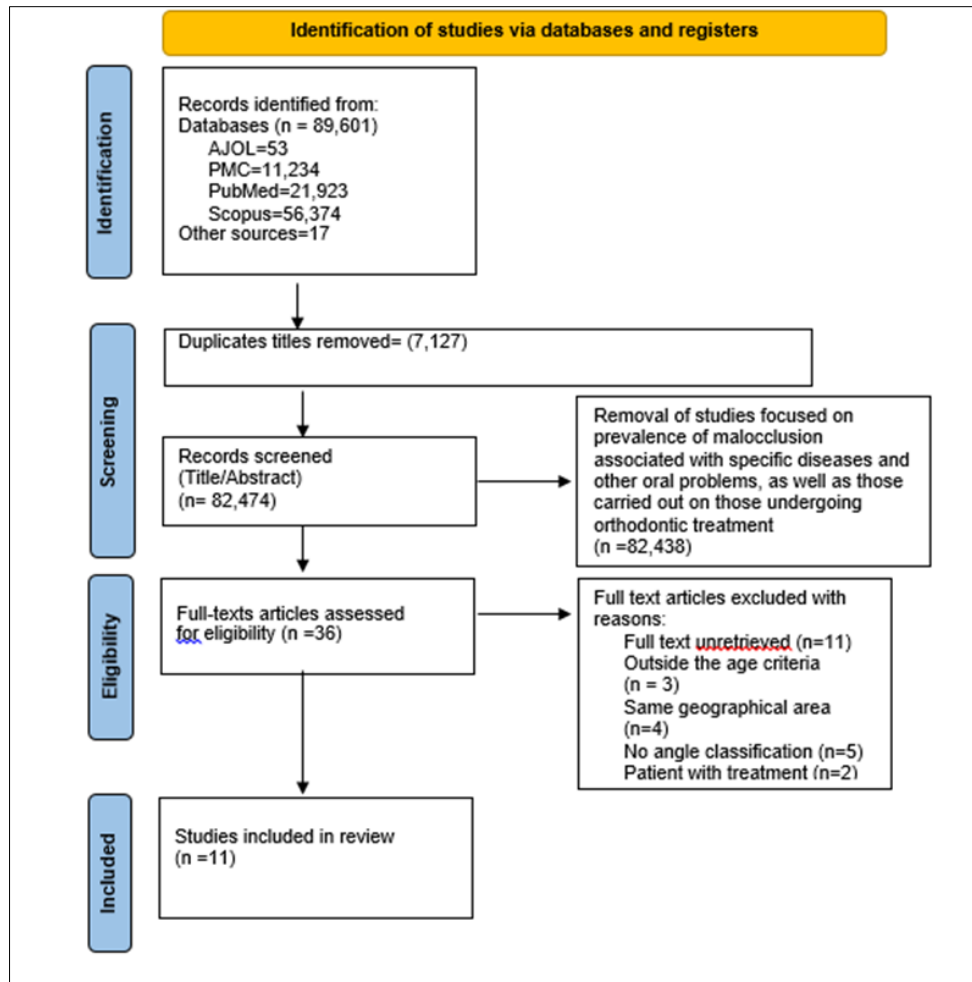 Identification of studies via databases and registers
Identification
Records identified from:
Databases (n = 89,601)
AJOL=53
PMC=11,234
PubMed=21,923
Scopus=56,374
Other sources=17
Screening
Duplicates titles removed= (7,127)
Records screened
(Title/Abstract)
(n= 82,474)
Removal of studies focused on
prevalence of malocclusion
associated with specific diseases and
other oral problems, as well as those
carried out on those undergoing
orthodontic treatment
(n =82,438)
Eligibility
Full-texts articles assessed
for eligibility (n =36)
Full text articles excluded with
reasons:
Full text unretrieved (n=11)
Outside the age criteria
(n = 3)
Same geographical area
(n=4)
No angle classification (n=5)
Patient with treatment (n=2)
Included
Studies included in review
(n =11)